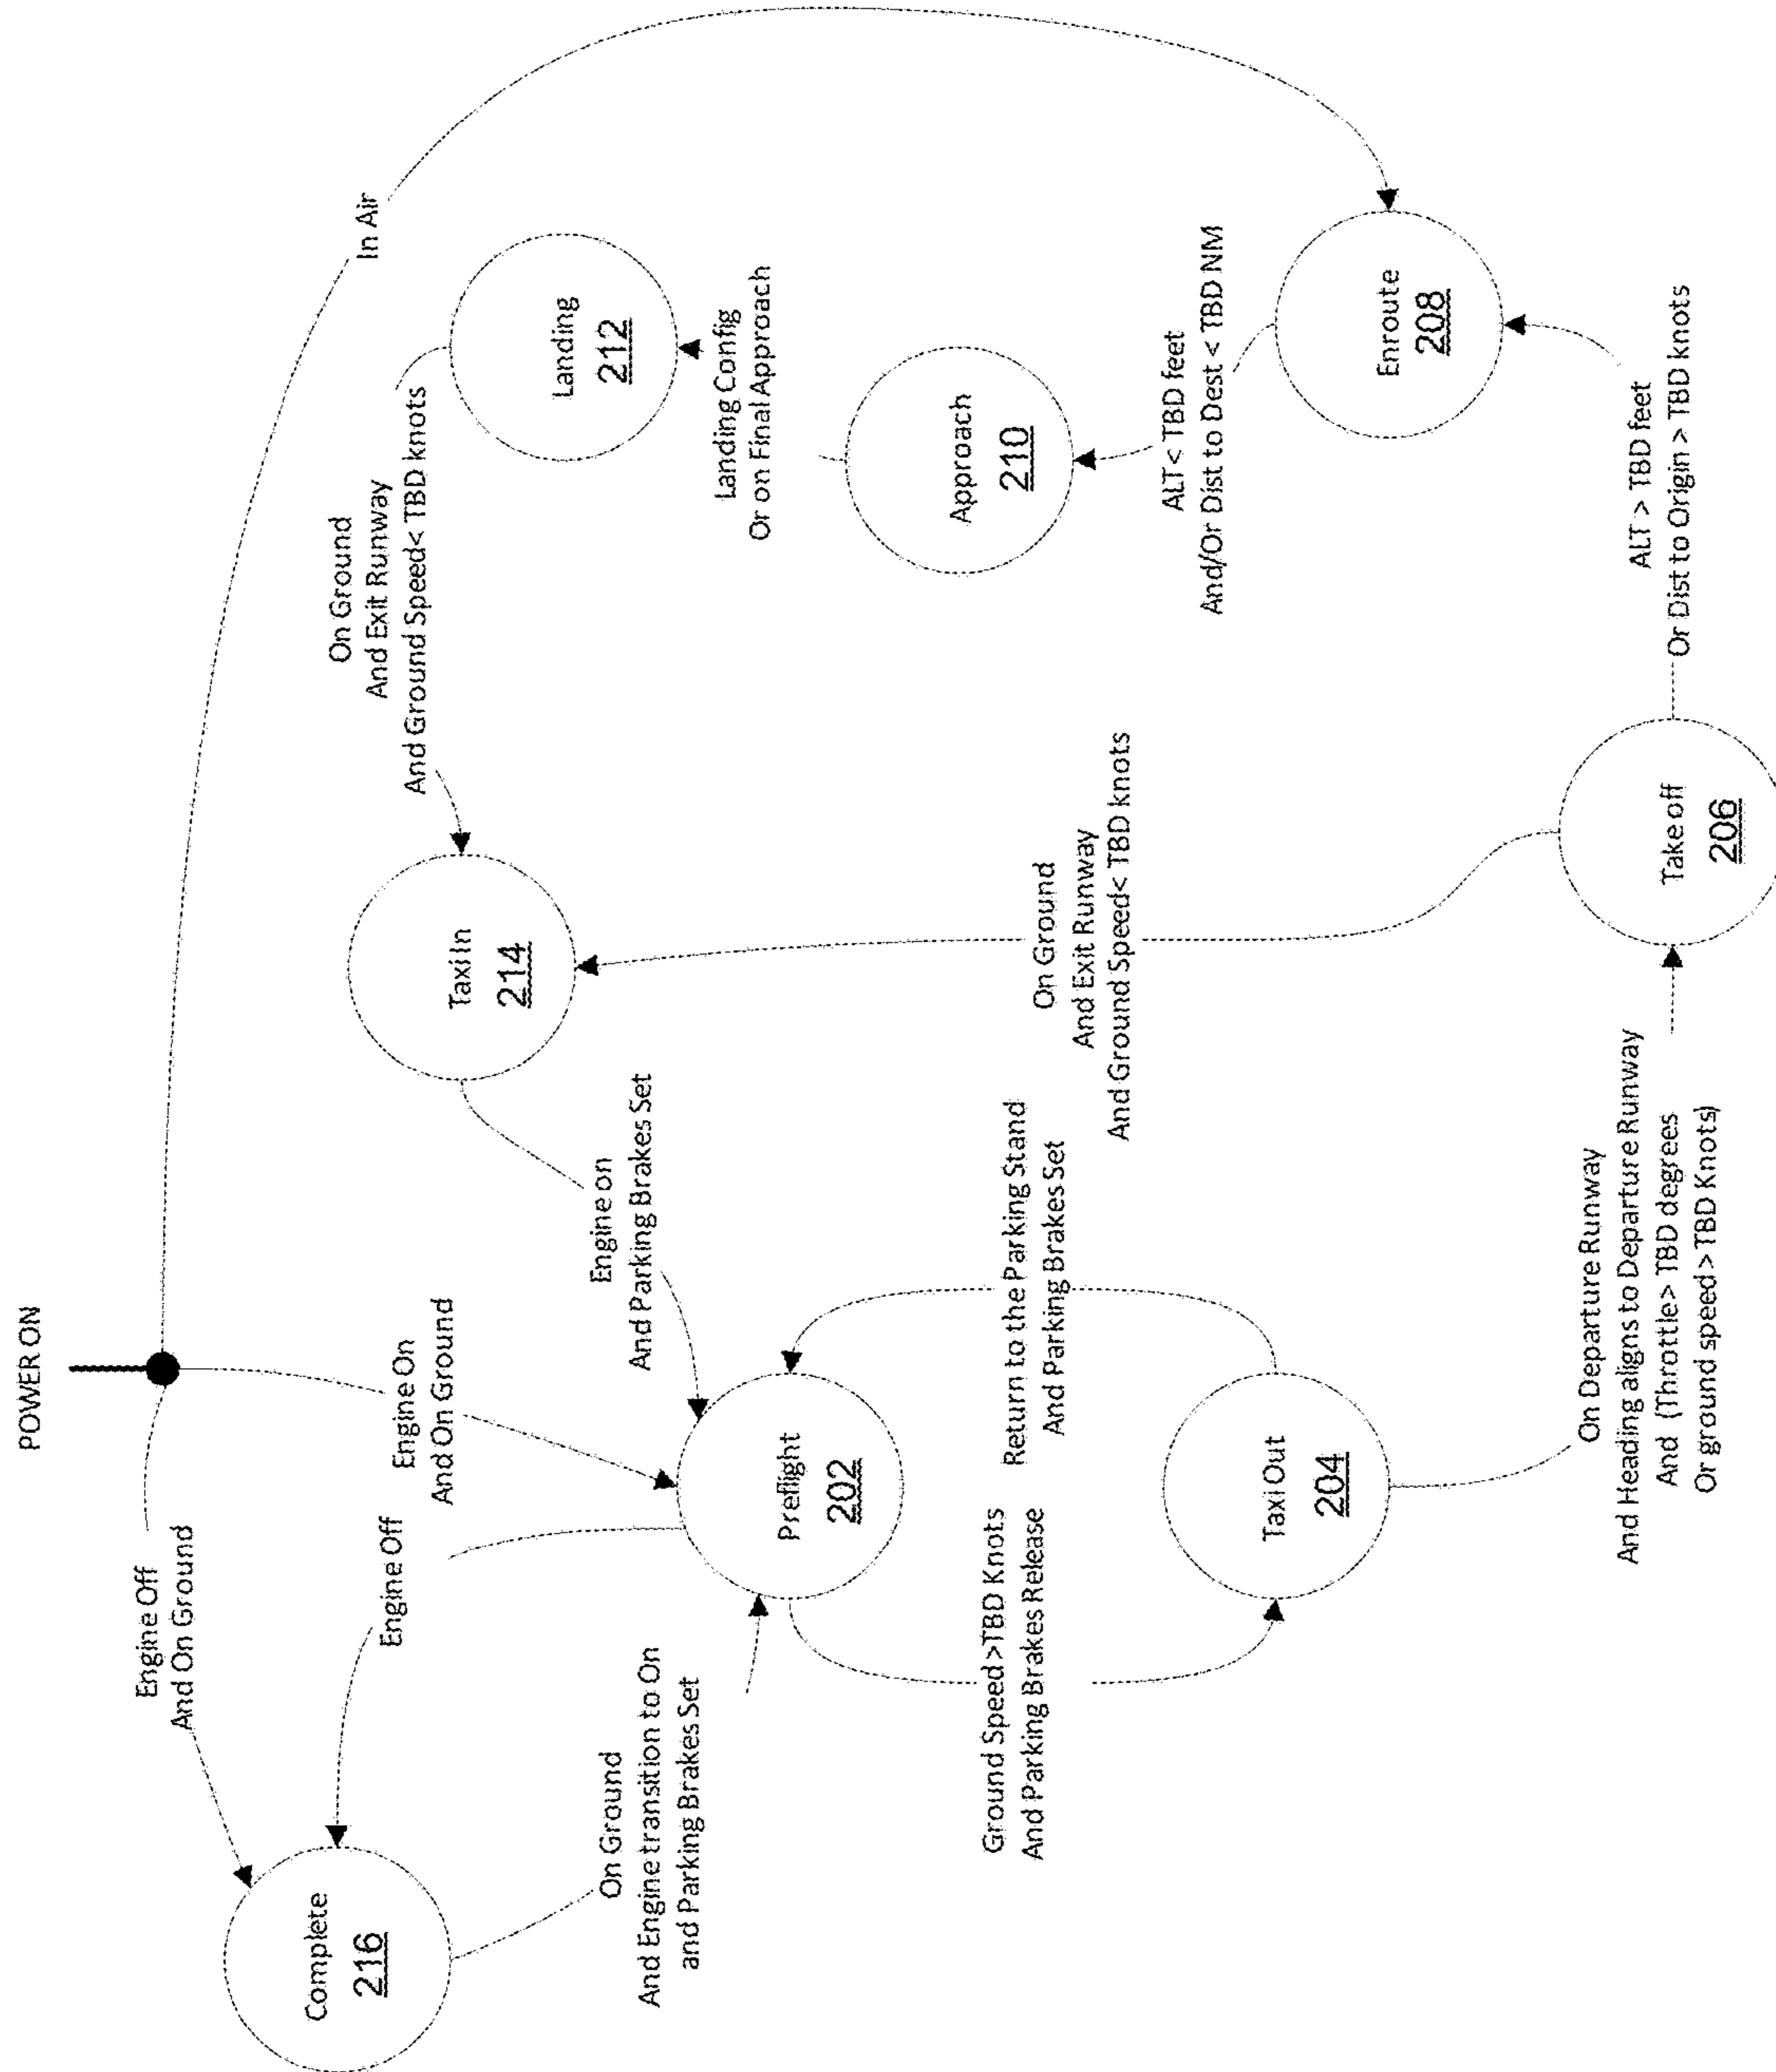 POWER ON
Engine Off
And On Ground
Engine On
And On Ground
In Air
Engine Off
Complete
216
On Ground
And Engine transition to On
and Parking Brakes Set
Preflight
202
Engine on
And Parking Brakes Set
Taxi In
214
On Ground
And Exit Runway
And Ground Speed< TBD knots
Landing
212
Landing Config
Or on Final Approach
Approach
210
ALT < TBD feet
And/Or Dist to Dest < TBD NM
Enroute
208
Ground Speed >TBD Knots
And Parking Brakes Release
Return to the Parking Stand
And Parking Brakes Set
On Ground
And Exit Runway
And Ground Speed< TBD knots
Taxi Out
204
On Departure Runway
And Heading aligns to Departure Runway
And (Throttle> TBD degrees
Or ground speed > TBD Knots)
Take off
206
ALT > TBD feet
Or Dist to Origin > TBD knots